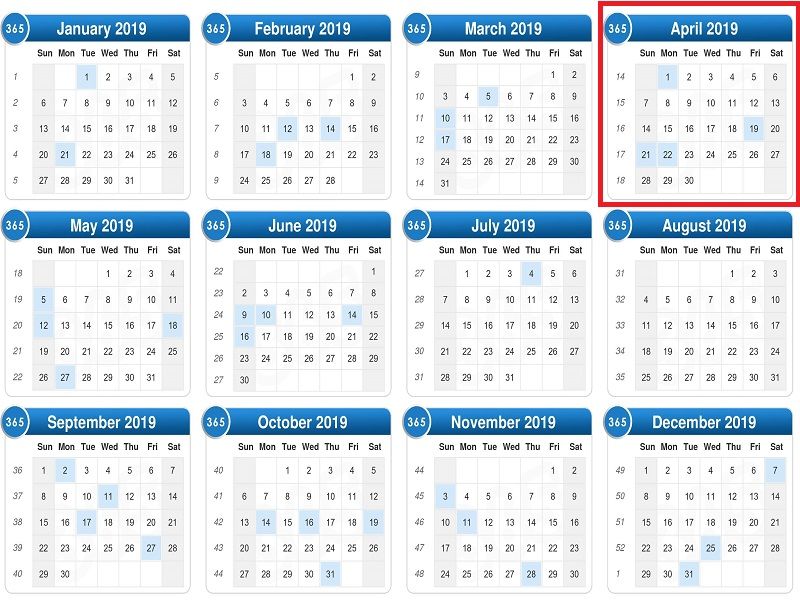 365 January 2019
Sun Mon Tue Wed Thu Fri Sat
1 1 2 3 4 5
2 6 7 8 9 10 11 12
3 13 14 15 16 17 18 19
4 20 21 22 23 24 25 26
5 27 28 29 30 31
365 February 2019
Sun Mon Tue Wed Thu Fri Sat
5 1 2
6 3 4 5 6 7 8 9
7 10 11 12 13 14 15 16
8 17 18 19 20 21 22 23
9 24 25 26 27 28
365 March 2019
Sun Mon Tue Wed Thu Fri Sat
9 1 2
10 3 4 5 6 7 8 9
11 10 11 12 13 14 15 16
12 17 18 19 20 21 22 23
13 24 25 26 27 28 29 30
14 31
365 April 2019
Sun Mon Tue Wed Thu Fri Sat
14 1 2 3 4 5 6
15 7 8 9 10 11 12 13
16 14 15 16 17 18 19 20
17 21 22 23 24 25 26 27
18 28 29 30
365 May 2019
Sun Mon Tue Wed Thu Fri Sat
18 1 2 3 4
19 5 6 7 8 9 10 11
20 12 13 14 15 16 17 18
21 19 20 21 22 23 24 25
22 26 27 28 29 30 31
365 June 2019
Sun Mon Tue Wed Thu Fri Sat
22 1
23 2 3 4 5 6 7 8
24 9 10 11 12 13 14 15
25 16 17 18 19 20 21 22
26 23 24 25 26 27 28 29
27 30
365 July 2019
Sun Mon Tue Wed Thu Fri Sat
27 1 2 3 4 5 6
28 7 8 9 10 11 12 13
29 14 15 16 17 18 19 20
30 21 22 23 24 25 26 27
31 28 29 30 31
365 August 2019
Sun Mon Tue Wed Thu Fri Sat
31 1 2 3
32 4 5 6 7 8 9 10
33 11 12 13 14 15 16 17
34 18 19 20 21 22 23 24
35 25 26 27 28 29 30 31
365 September 2019
Sun Mon Tue Wed Thu Fri Sat
36 1 2 3 4 5 6 7
37 8 9 10 11 12 13 14
38 15 16 17 18 19 20 21
39 22 23 24 25 26 27 28
40 29 30
365 October 2019
Sun Mon Tue Wed Thu Fri Sat
40 1 2 3 4 5
41 6 7 8 9 10 11 12
42 13 14 15 16 17 18 19
43 20 21 22 23 24 25 26
44 27 28 29 30 31
365 November 2019
Sun Mon Tue Wed Thu Fri Sat
44 1 2
45 3 4 5 6 7 8 9
46 10 11 12 13 14 15 16
47 17 18 19 20 21 22 23
48 24 25 26 27 28 29 30
365 December 2019
Sun Mon Tue Wed Thu Fri Sat
49 1 2 3 4 5 6 7
50 8 9 10 11 12 13 14
51 15 16 17 18 19 20 21
52 22 23 24 25 26 27 28
1 29 30 31